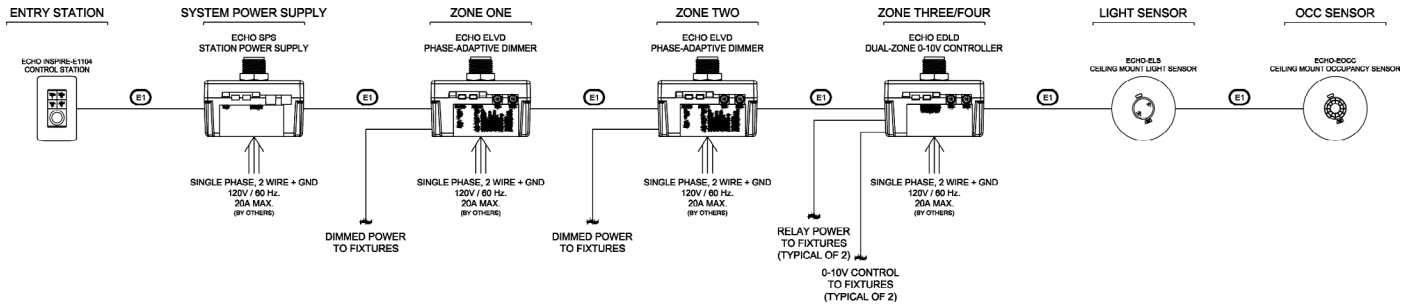 ENTRY STATION
ECHO INSPIRE-E1104
CONTROL STATION
E1
SYSTEM POWER SUPPLY
ECHO SPS
STATION POWER SUPPLY
SINGLE PHASE, 2 WIRE + GND
120V / 60 Hz.
20A MAX.
(BY OTHERS)
E1
ZONE ONE
ECHO ELVD
PHASE-ADAPTIVE DIMMER
SINGLE PHASE, 2 WIRE + GND
120V / 60 Hz.
20A MAX.
(BY OTHERS)
DIMMED POWER
TO FIXTURES
E1
ZONE TWO
ECHO ELVD
PHASE-ADAPTIVE DIMMER
SINGLE PHASE, 2 WIRE + GND
120V / 60 Hz.
20A MAX.
(BY OTHERS)
DIMMED POWER
TO FIXTURES
E1
ZONE THREE/FOUR
ECHO EDLD
DUAL-ZONE 0-10V CONTROLLER
SINGLE PHASE, 2 WIRE + GND
120V / 60 Hz.
20A MAX.
(BY OTHERS)
RELAY POWER
TO FIXTURES
(TYPICAL OF 2)
0-10V CONTROL
TO FIXTURES
(TYPICAL OF 2)
E1
LIGHT SENSOR
ECHO-ELS
CEILING MOUNT LIGHT SENSOR
E1
OCC SENSOR
ECHO-EOCC
CEILING MOUNT OCCUPANCY SENSOR